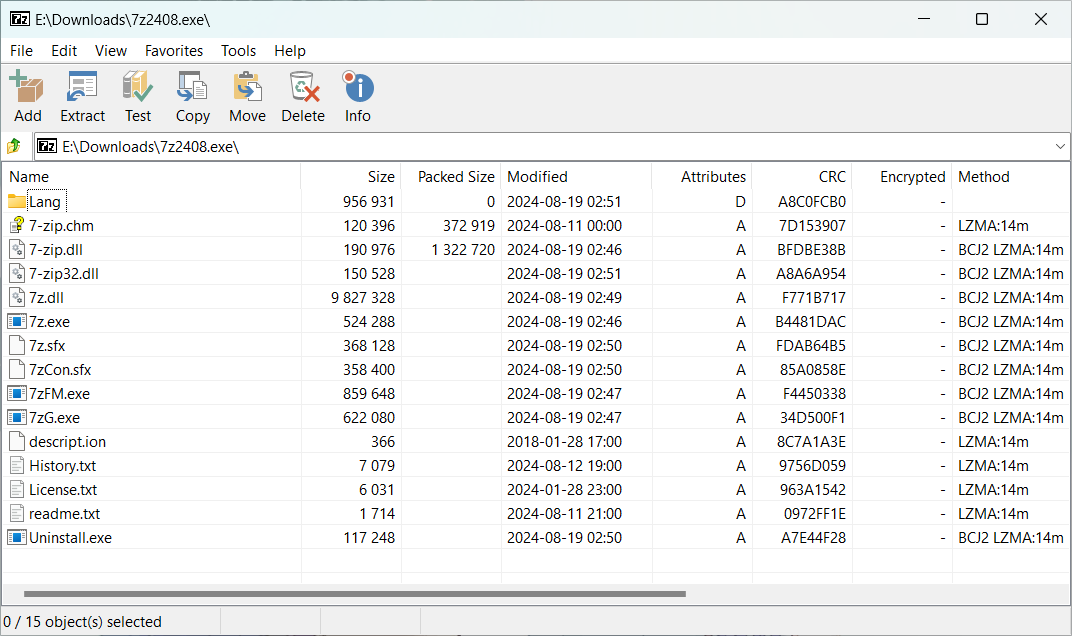 7z E:\Downloads\7z2408.exe\
File Edit View Favorites Tools Help
Add Extract Test Copy Move Delete Info
7z E:\Downloads\7z2408.exe\
Name Size Packed Size Modified Attributes CRC Encrypted Method
Lang 956 931 0 2024-08-19 02:51 D A8C0FCB0 -
7-zip.chm 120 396 372 919 2024-08-11 00:00 A 7D153907 - LZMA:14m
7-zip.dll 190 976 1 322 720 2024-08-19 02:46 A BFDBE38B - BCJ2 LZMA:14m
7-zip32.dll 150 528 2024-08-19 02:51 A A8A6A954 - BCJ2 LZMA:14m
7z.dll 9 827 328 2024-08-19 02:49 A F771B717 - BCJ2 LZMA:14m
7z.exe 524 288 2024-08-19 02:46 A B4481DAC - BCJ2 LZMA:14m
7z.sfx 368 128 2024-08-19 02:50 A FDAB64B5 - BCJ2 LZMA:14m
7zCon.sfx 358 400 2024-08-19 02:50 A 85A0858E - BCJ2 LZMA:14m
7zFM.exe 859 648 2024-08-19 02:47 A F4450338 - BCJ2 LZMA:14m
7zG.exe 622 080 2024-08-19 02:47 A 34D500F1 - BCJ2 LZMA:14m
descript.ion 366 2018-01-28 17:00 A 8C7A1A3E - LZMA:14m
History.txt 7 079 2024-08-12 19:00 A 9756D059 - LZMA:14m
License.txt 6 031 2024-01-28 23:00 A 963A1542 - LZMA:14m
readme.txt 1 714 2024-08-11 21:00 A 0972FF1E - LZMA:14m
Uninstall.exe 117 248 2024-08-19 02:50 A A7E44F28 - BCJ2 LZMA:14m
0 / 15 object(s) selected